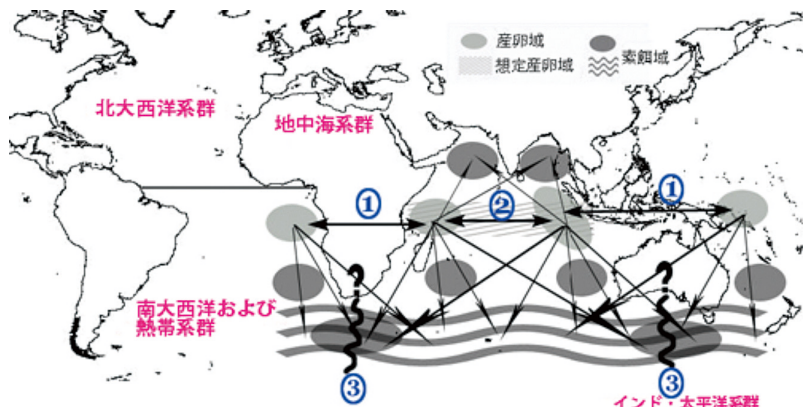 産卵域
素餌域
想定産卵域
北大西洋系群
地中海系群
①
①
②
南大西洋および
熱帯系群
③
③
インド・太平洋系群